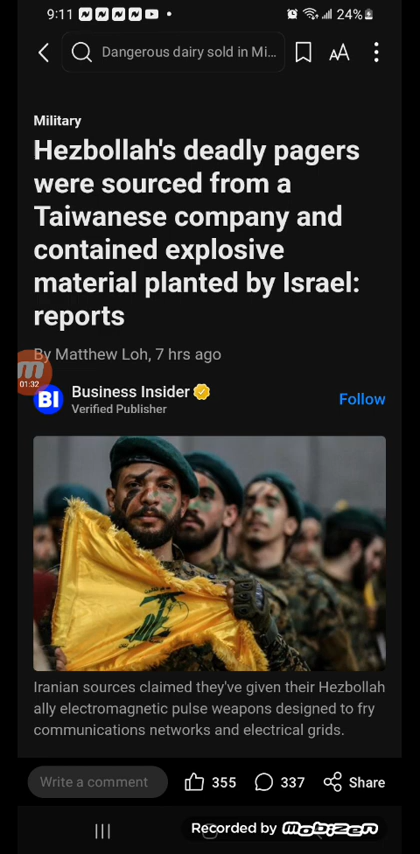 9:11
24%
Dangerous dairy sold in Mi...
AA
Military
Hezbollah's deadly pagers
were sourced from a
Taiwanese company and
contained explosive
material planted by Israel:
reports
By Matthew Loh, 7 hrs ago
01:32
BI
Business Insider
Verified Publisher
Follow
Iranian sources claimed they've given their Hezbollah
ally electromagnetic pulse weapons designed to fry
communications networks and electrical grids.
Write a comment
355
337
Share
Recorded by mobizen